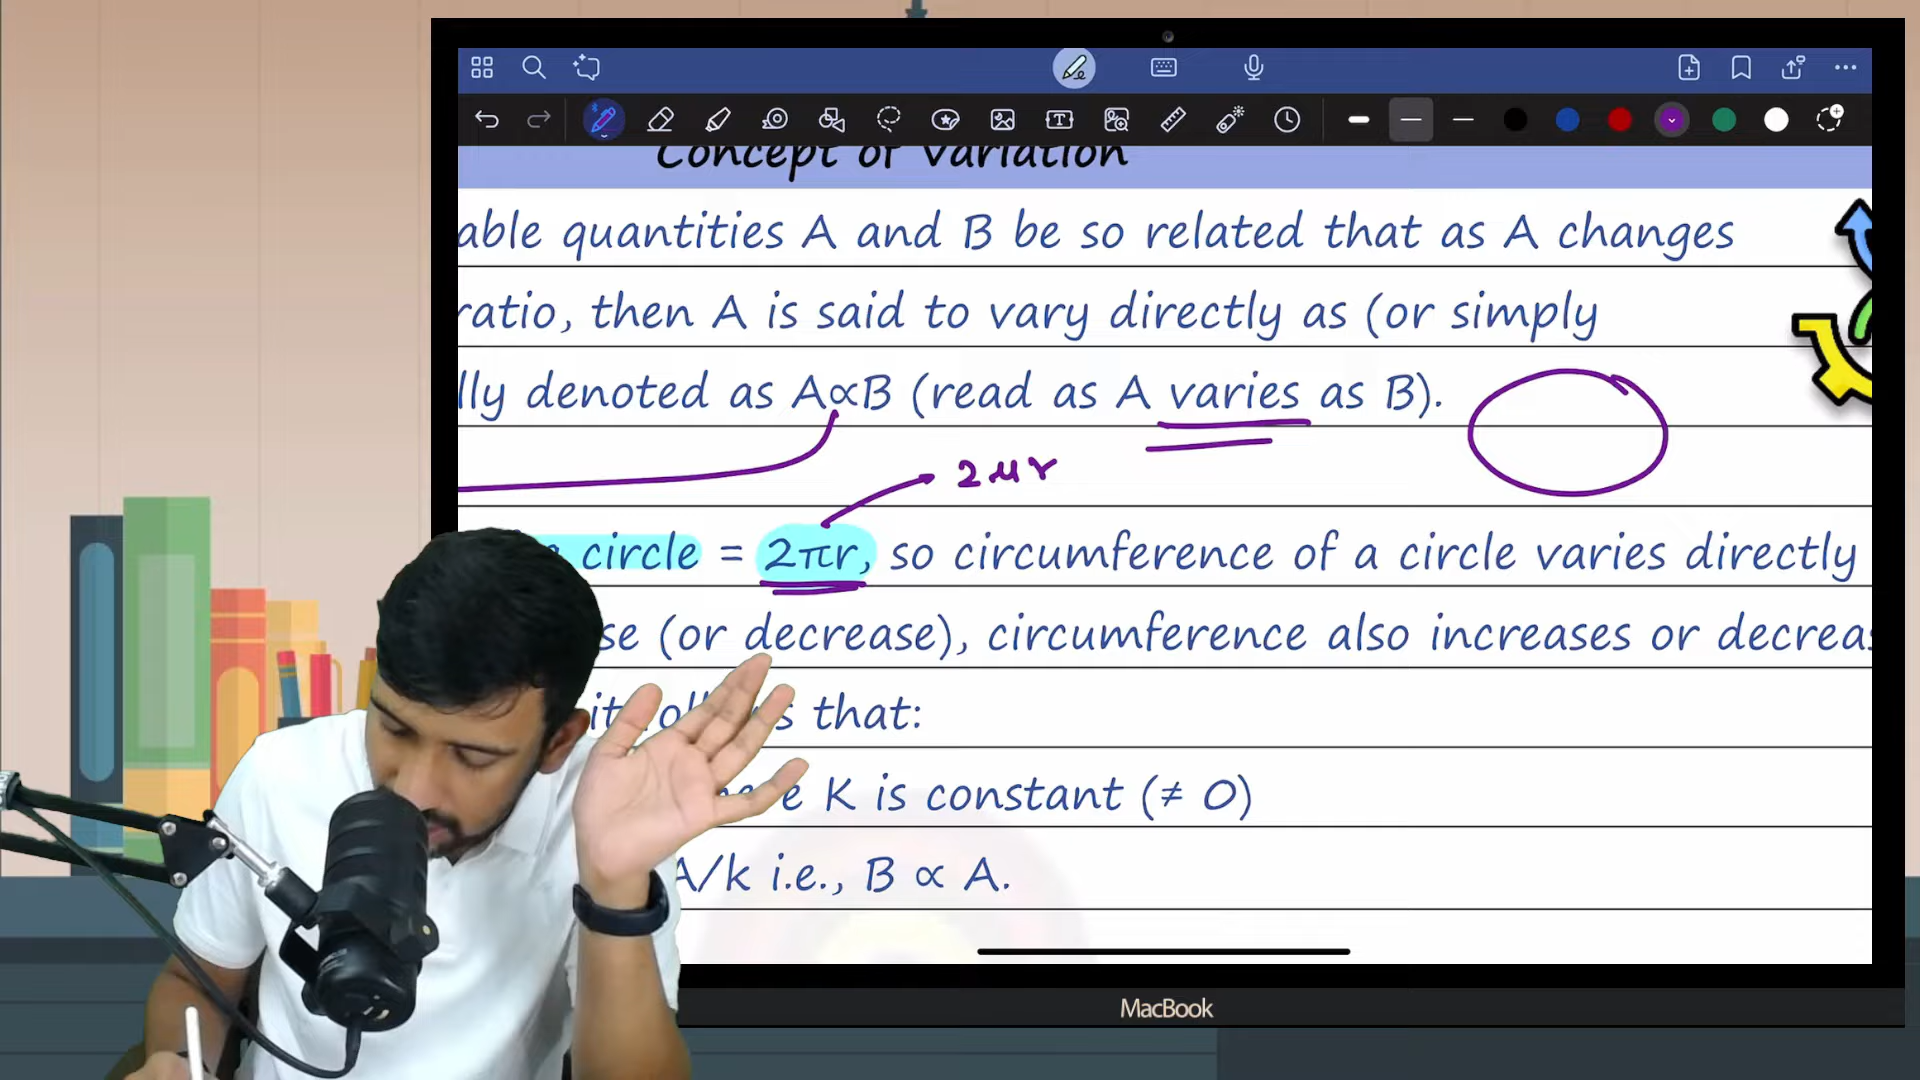 Concept of Variation
able quantities A and B be so related that as A changes
ratio, then A is said to vary directly as (or simply
lly denoted as A∝B (read as A varies as B).
2πr
circle = 2πr, so circumference of a circle varies directly
se (or decrease), circumference also increases or decreas
it that:
K is constant (≠ 0)
A/k i.e., B ∝ A.
MacBook